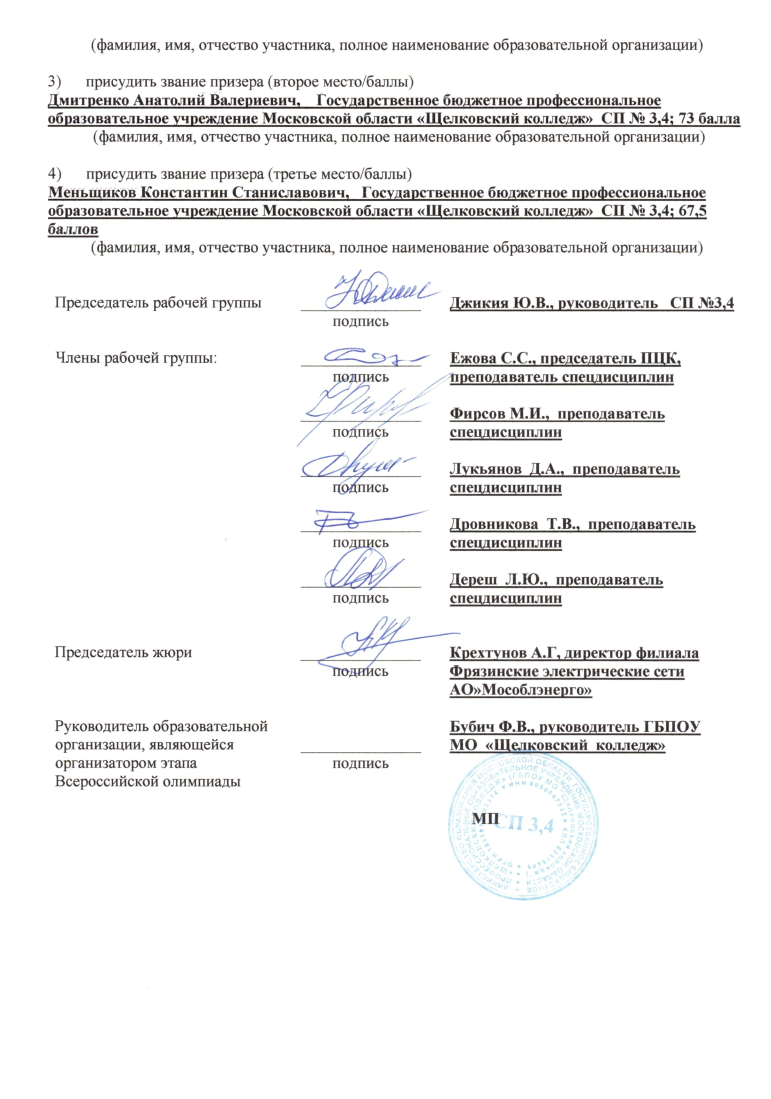 (фамилия, имя, отчество участника, полное наименование образовательной организации)
3) присудить звание призера (второе место/баллы)
Дмитренко Анатолий Валериевич, Государственное бюджетное профессиональное
образовательное учреждение Московской области «Щелковский колледж» СП № 3,4; 73 балла
(фамилия, имя, отчество участника, полное наименование образовательной организации)
4) присудить звание призера (третье место/баллы)
Меньщиков Константин Станиславович, Государственное бюджетное профессиональное
образовательное учреждение Московской области «Щелковский колледж» СП № 3,4; 67,5
баллов
(фамилия, имя, отчество участника, полное наименование образовательной организации)
Председатель рабочей группы
подпись
Джикия Ю.В., руководитель СП №3,4
Члены рабочей группы:
подпись
Ежова С.С., председатель ПЦК,
преподаватель спецдисциплин
подпись
Фирсов М.И., преподаватель
спецдисциплин
подпись
Лукьянов Д.А., преподаватель
спецдисциплин
подпись
Дровникова Т.В., преподаватель
спецдисциплин
подпись
Дереш Л.Ю., преподаватель
спецдисциплин
Председатель жюри
подпись
Крехтунов А.Г, директор филиала
Фрязинские электрические сети
АО»Мособлэнерго»
Руководитель образовательной
организации, являющейся
организатором этапа
Всероссийской олимпиады
подпись
Бубич Ф.В., руководитель ГБПОУ
МО «Щелковский колледж»
МП
СП 3,4